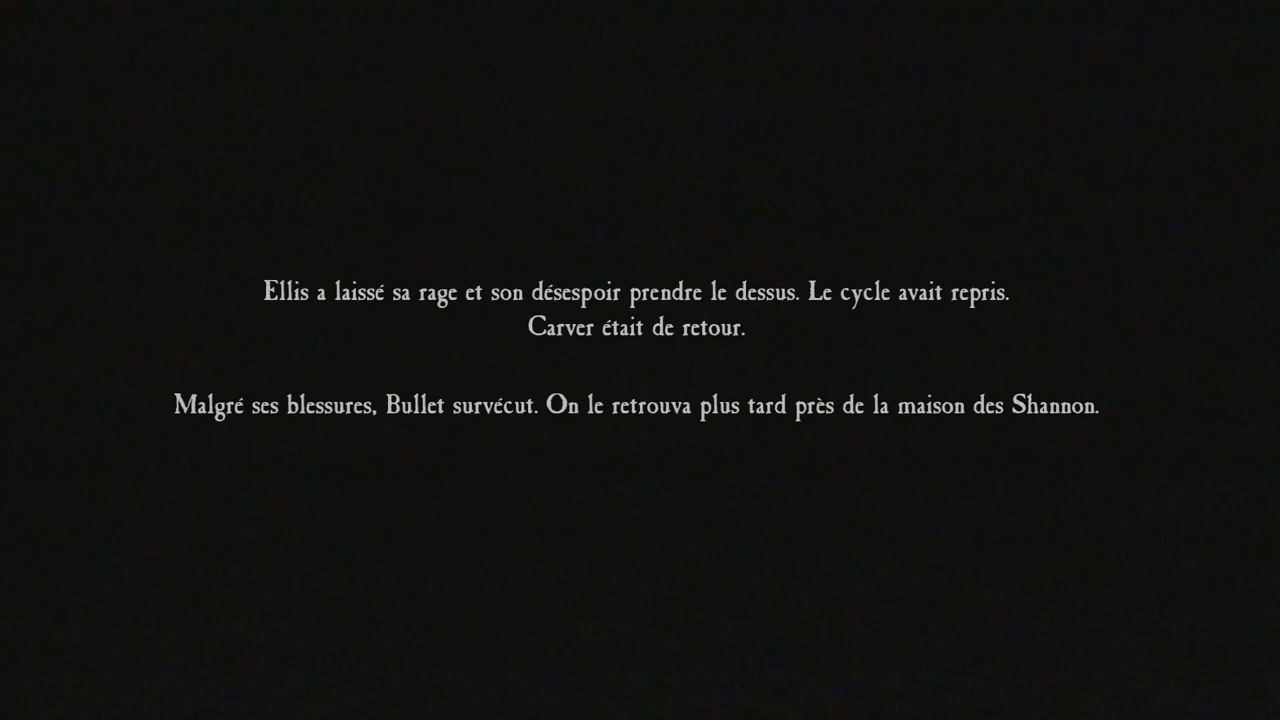 Ellis a laissé sa rage et son désespoir prendre le dessus. Le cycle avait repris.
Carver était de retour.
Malgré ses blessures, Bullet survécut. On le retrouva plus tard près de la maison des Shannon.